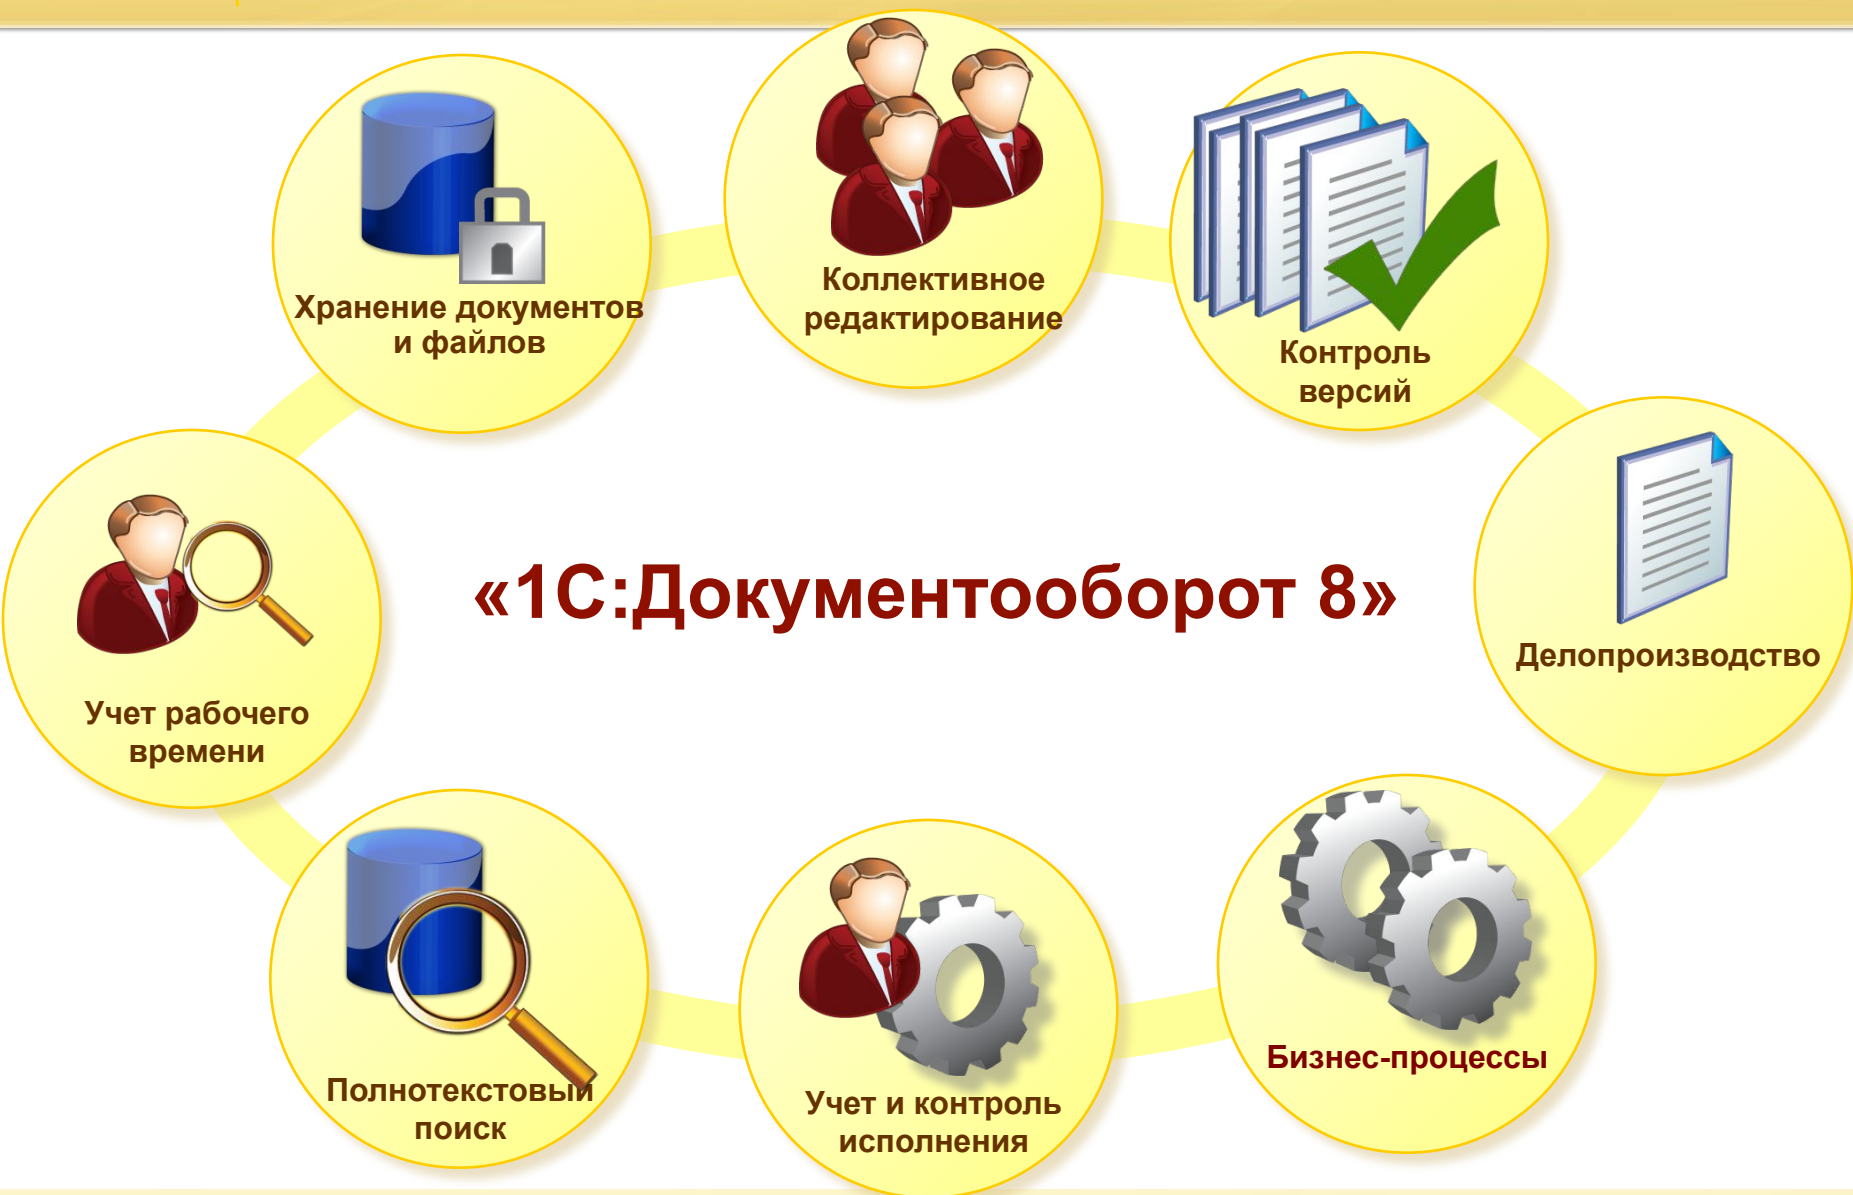 Коллективное
редактирование
Хранение документов
и файлов
Контроль
версий
«1С:Документооборот 8»
Делопроизводство
Учет рабочего
времени
Бизнес-процессы
Полнотекстовый
поиск
Учет и контроль
исполнения